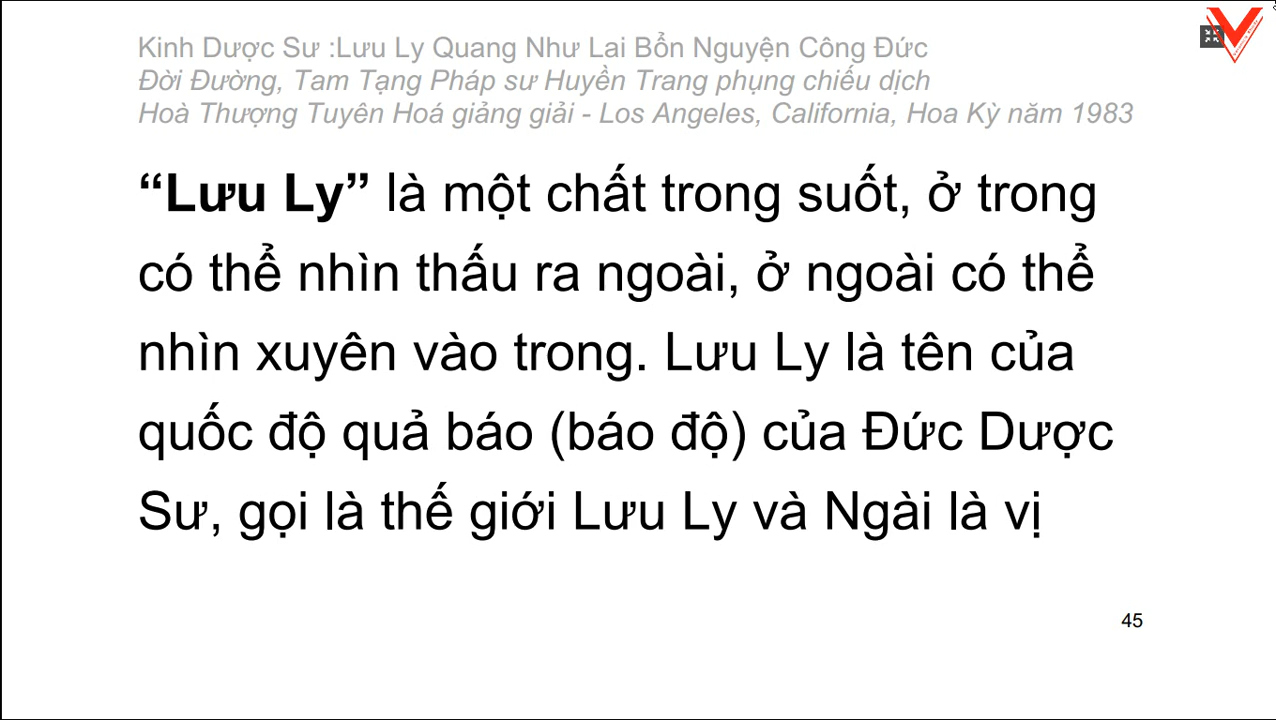 Kinh Dược Sư :Lưu Ly Quang Như Lai Bổn Nguyện Công Đức
Đời Đường, Tam Tạng Pháp sư Huyền Trang phụng chiếu dịch
Hoà Thượng Tuyên Hoá giảng giải - Los Angeles, California, Hoa Kỳ năm 1983
“Lưu Ly” là một chất trong suốt, ở trong
có thể nhìn thấu ra ngoài, ở ngoài có thể
nhìn xuyên vào trong. Lưu Ly là tên của
quốc độ quả báo (báo độ) của Đức Dược
Sư, gọi là thế giới Lưu Ly và Ngài là vị
45